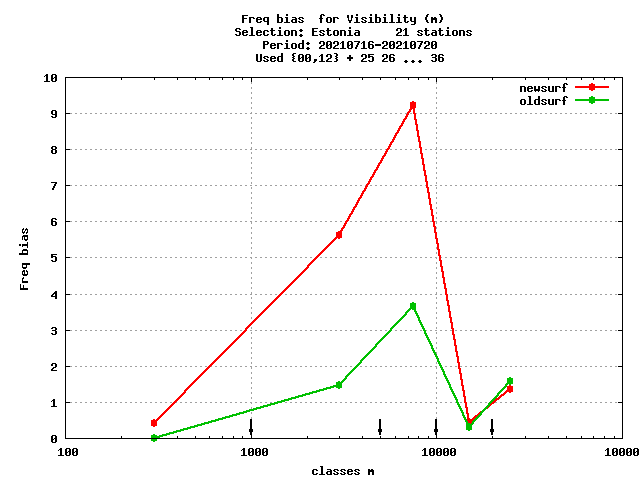 Freq bias  for Visibility (m)
Selection: Estonia     21 stations
Period: 20210716-20210720
Used {00,12} + 25 26 ... 36
newsurf
oldsurf
10
9
8
7
6
5
4
3
2
1
0
Freq bias
100
1000
10000
10000
classes m